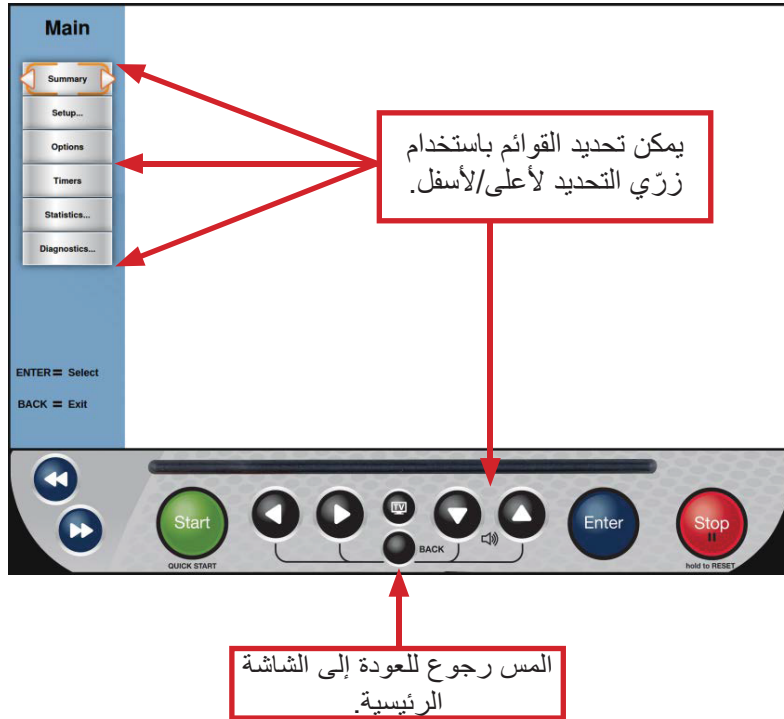 Main
Summary
Setup...
Options
Timers
Statistics...
Diagnostics...
يمكن تحديد القوائم باستخدام
زرّي التحديد لأعلى/لأسفل.
ENTER = Select
BACK = Exit
Start
QUICK START
TV
BACK
Enter
Stop
hold to RESET
المس رجوع للعودة إلى الشاشة
الرئيسية.